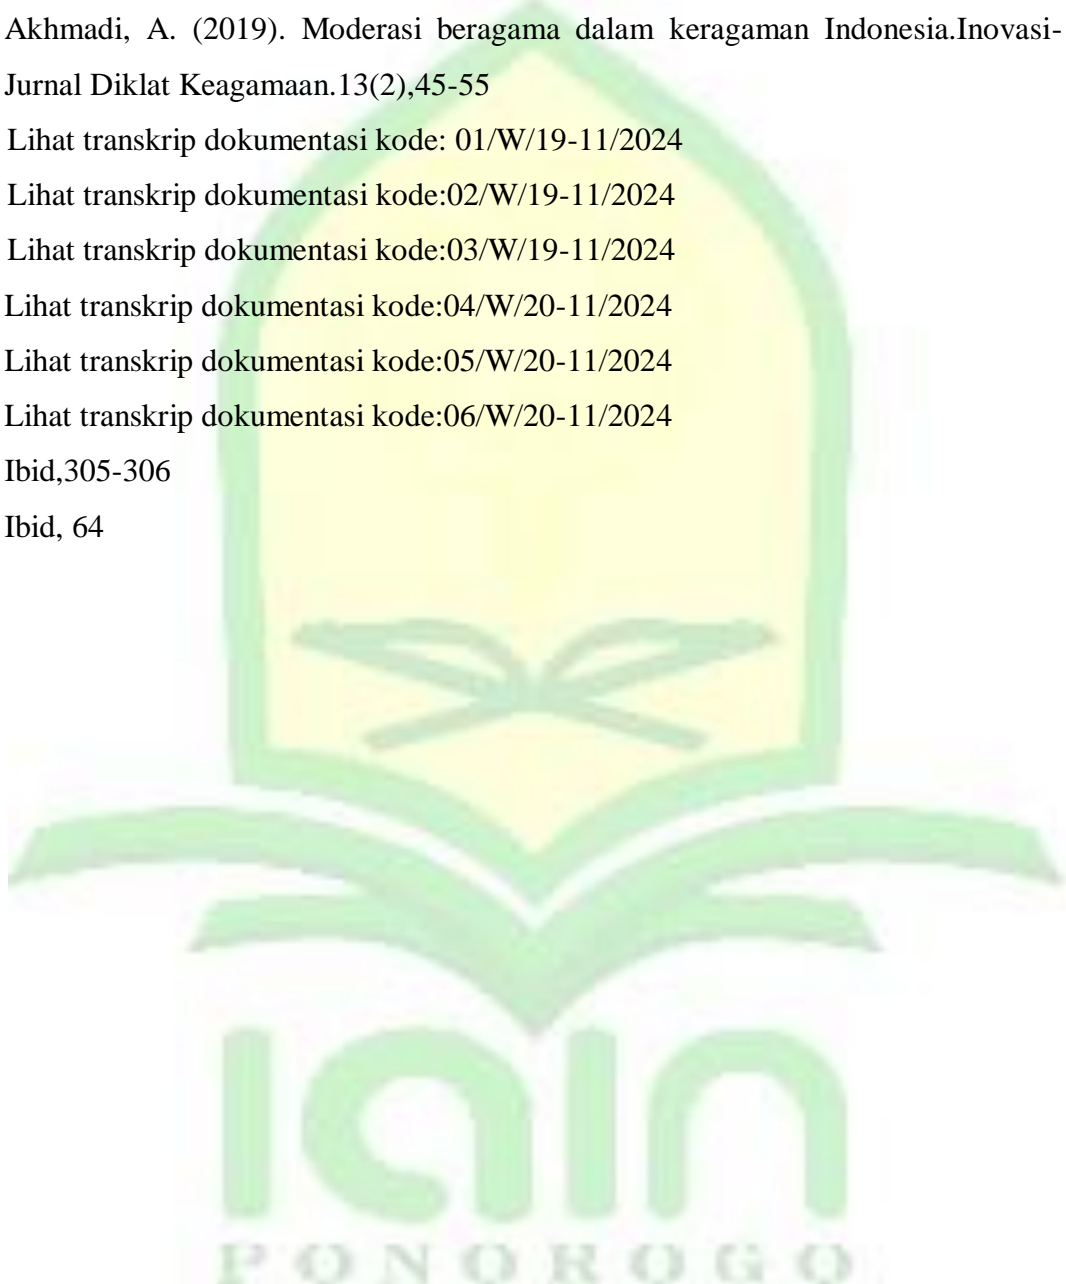 Akhmadi, A. (2019). Moderasi beragama dalam keragaman Indonesia.Inovasi-
Jurnal Diklat Keagamaan.13(2),45-55
Lihat transkrip dokumentasi kode: 01/W/19-11/2024
Lihat transkrip dokumentasi kode:02/W/19-11/2024
Lihat transkrip dokumentasi kode:03/W/19-11/2024
Lihat transkrip dokumentasi kode:04/W/20-11/2024
Lihat transkrip dokumentasi kode:05/W/20-11/2024
Lihat transkrip dokumentasi kode:06/W/20-11/2024
Ibid,305-306
Ibid, 64
iain
PONOROGO